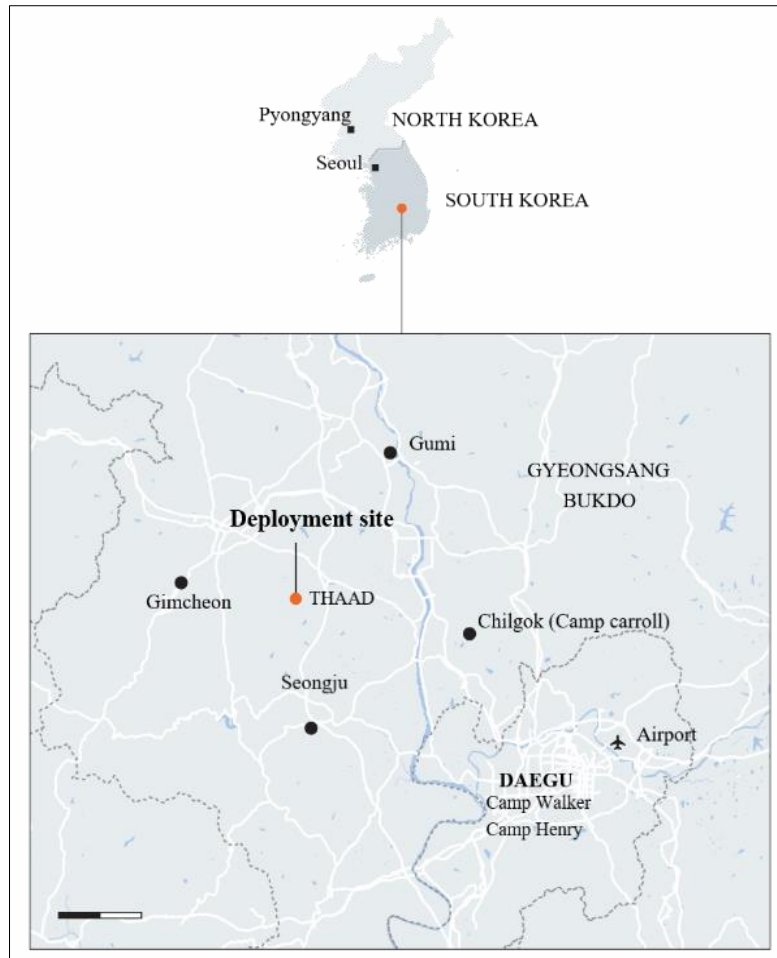 Pyongyang
NORTH KOREA
Seoul
SOUTH KOREA
Gumi
GYEONGSANG
BUKDO
Deployment site
Gimcheon
THAAD
Chilgok (Camp carroll)
Seongju
Airport
DAEGU
Camp Walker
Camp Henry